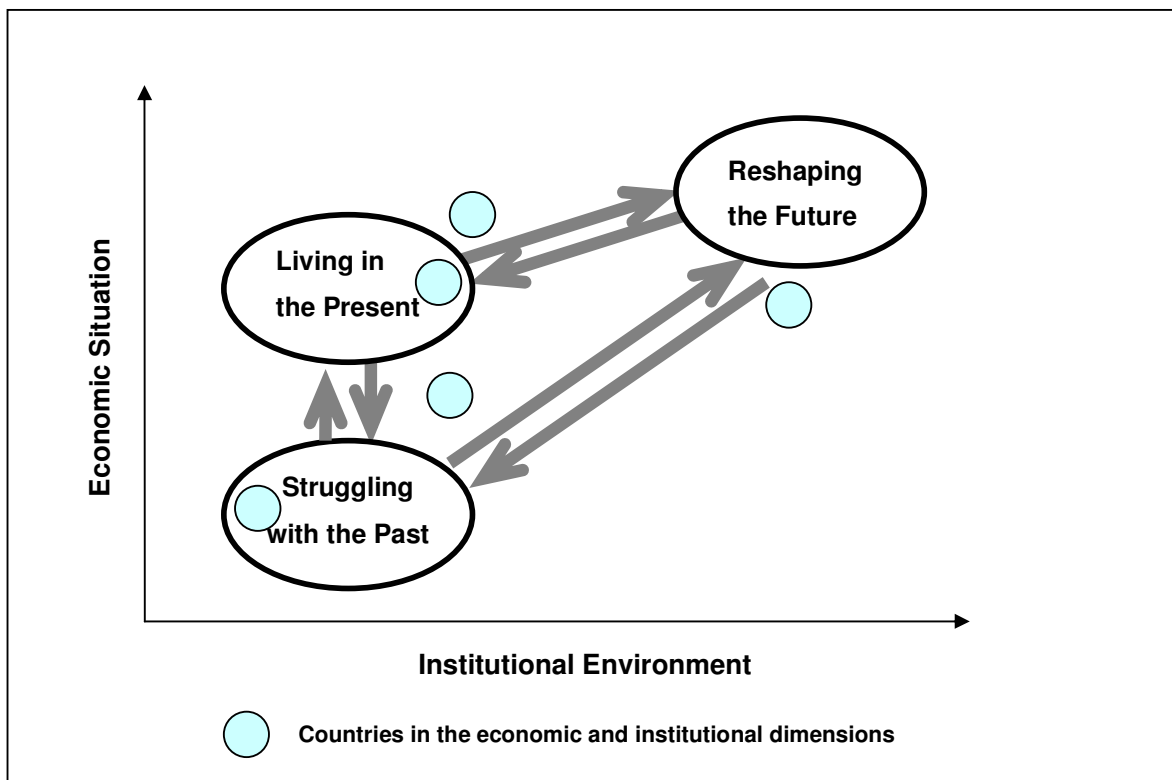 Reshaping
the Future
Living in
the Present
Struggling
with the Past
Economic Situation
Institutional Environment
Countries in the economic and institutional dimensions